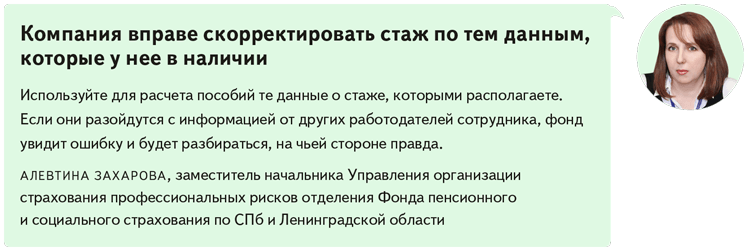 Компания вправе скорректировать стаж по тем данным,
которые у нее в наличии
Используйте для расчета пособий те данные о стаже, которыми располагаете.
Если они разойдутся с информацией от других работодателей сотрудника, фонд
увидит ошибку и будет разбираться, на чьей стороне правда.
АЛЕВТИНА ЗАХАРОВА, заместитель начальника Управления организации
страхования профессиональных рисков отделения Фонда пенсионного
и социального страхования по СПб и Ленинградской области